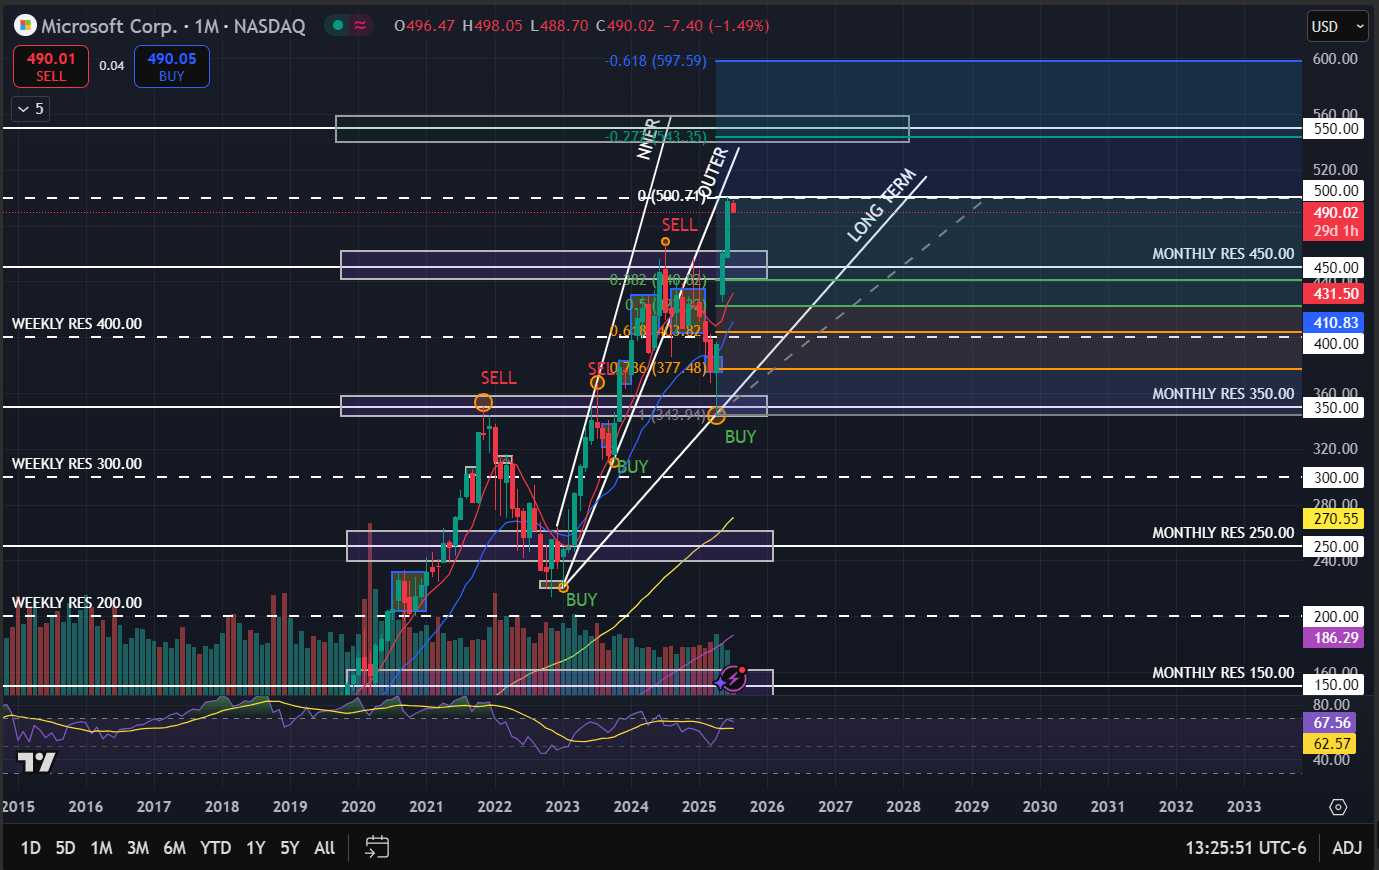 Microsoft Corp. · 1M · NASDAQ
O496.47 H498.05 L488.70 C490.02 −7.40 (−1.49%)
USD
490.01
SELL
0.04
490.05
BUY
5
-0.618 (597.59)
600.00
560.00
550.00
NNER
OUTER
520.00
0 (500.71)
500.00
LONG TERM
SELL
490.02
29d 1h
MONTHLY RES 450.00
450.00
431.50
WEEKLY RES 400.00
410.83
400.00
0.786 (377.48)
SELL
360.00
MONTHLY RES 350.00
350.00
1 (343.94)
BUY
320.00
WEEKLY RES 300.00
BUY
300.00
280.00
270.55
MONTHLY RES 250.00
250.00
240.00
BUY
WEEKLY RES 200.00
200.00
186.29
MONTHLY RES 150.00
160.00
150.00
80.00
67.56
62.57
40.00
2015 2016 2017 2018 2019 2020 2021 2022 2023 2024 2025 2026 2027 2028 2029 2030 2031 2032 2033
1D 5D 1M 3M 6M YTD 1Y 5Y All
13:25:51 UTC-6
ADJ